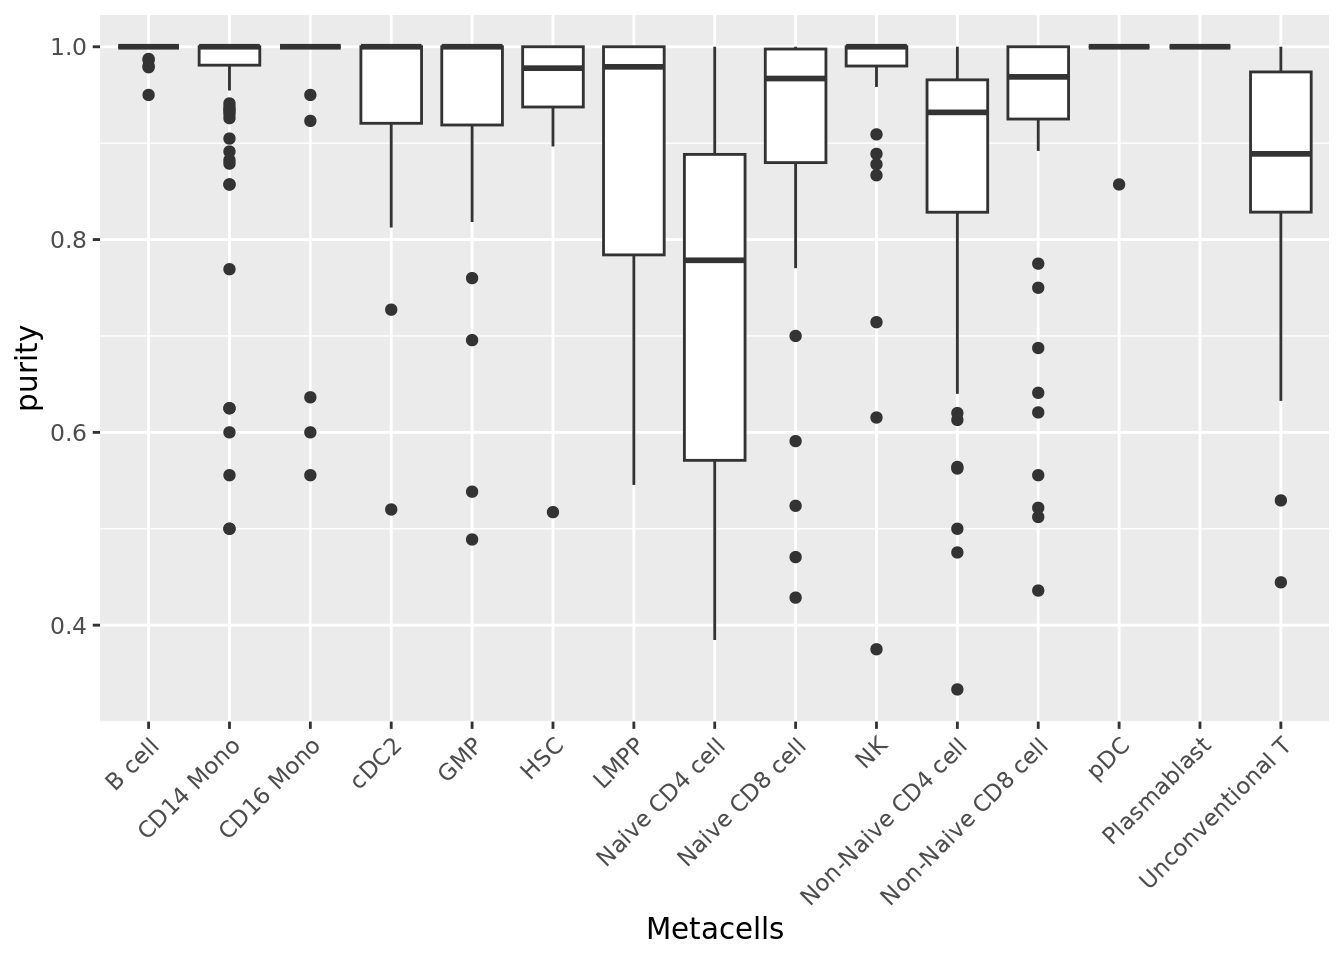 1.0
0.8
0.6
0.4
purity
B cell
CD14 Mono
CD16 Mono
cDC2
GMP
HSC
LMPP
Naive CD4 cell
Naive CD8 cell
NK
Non-Naive CD4 cell
Non-Naive CD8 cell
pDC
Plasmablast
Unconventional T
Metacells